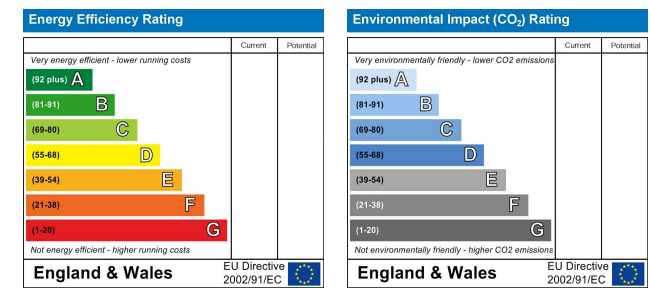 Energy Efficiency Rating
Current Potential
Very energy efficient - lower running costs
(92 plus) A
(81-91) B
(69-80) C
(55-68) D
(39-54) E
(21-38) F
(1-20) G
Not energy efficient - higher running costs
England & Wales
EU Directive
2002/91/EC
Environmental Impact (CO₂) Rating
Current Potential
Very environmentally friendly - lower CO2 emissions
(92 plus) A
(81-91) B
(69-80) C
(55-68) D
(39-54) E
(21-38) F
(1-20) G
Not environmentally friendly - higher CO2 emissions
England & Wales
EU Directive
2002/91/EC